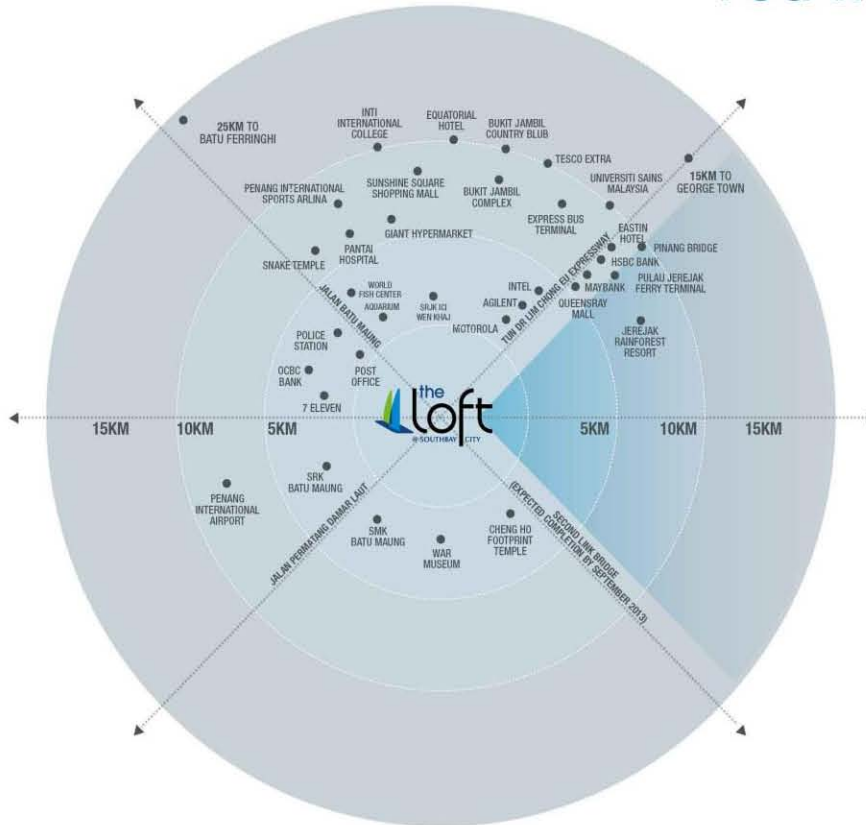 25KM TO
BATU FERRINGHI
INTI
INTERNATIONAL
COLLEGE
EQUATORIAL
HOTEL
BUKIT JAMBIL
COUNTRY BLUB
TESCO EXTRA
UNIVERSITI SAINS
MALAYSIA
15KM TO
GEORGE TOWN
PENANG INTERNATIONAL
SPORTS ARLINA
SUNSHINE SQUARE
SHOPPING MALL
BUKIT JAMBIL
COMPLEX
EXPRESS BUS
TERMINAL
GIANT HYPERMARKET
PANTAI
HOSPITAL
SNAKE TEMPLE
EASTIN
HOTEL
PINANG BRIDGE
HSBC BANK
MAYBANK
PULAU JEREJAK
FERRY TERMINAL
QUEENSRAY
MALL
JEREJAK
RAINFOREST
RESORT
TUN DR LIM CHONG EU EXPRESSWAY
INTEL
AGILENT
MOTOROLA
WORLD
FISH CENTER
AQUARIUM
SRJK (C)
WEN KHAJ
JALAN BATU MAUNG
POLICE
STATION
POST
OFFICE
OCBC
BANK
7 ELEVEN
the
Loft
@ SOUTHBAY CITY
15KM
10KM
5KM
5KM
10KM
15KM
PENANG
INTERNATIONAL
AIRPORT
SRK
BATU MAUNG
JALAN PERMATANG DAMAR LAUT
SMK
BATU MAUNG
WAR
MUSEUM
CHENG HO
FOOTPRINT
TEMPLE
SECOND LINK BRIDGE
(EXPECTED COMPLETION BY SEPTEMBER 2013)